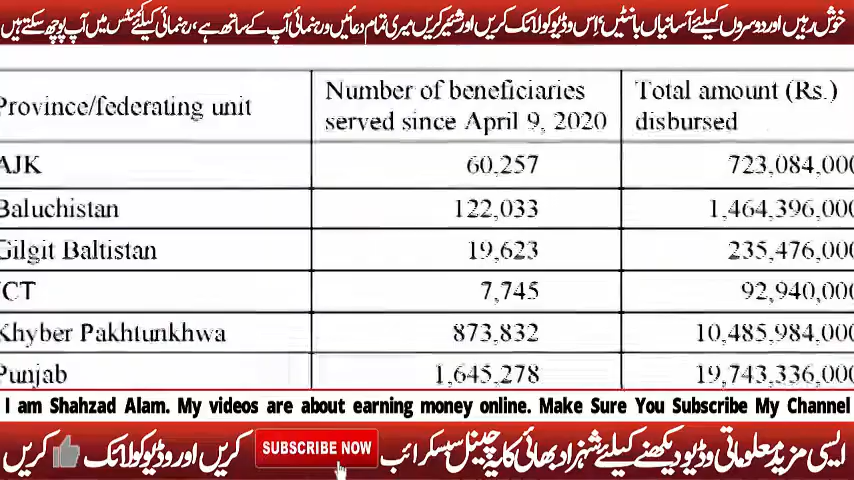 خوش رہیں اور دوسروں کیلئے آسانیاں بانٹیں؛ اِس وڈیو کو لائک کریں اور شئیر کریں میری تمام دعائیں و رہنمائی آپ کے ساتھ ہے، رہنمائی کیلئے کمنٹس میں آپ پوچھ سکتے ہیں
Province/federating unit Number of beneficiaries served since April 9, 2020 Total amount (Rs.) disbursed
AJK 60,257 723,084,000
Baluchistan 122,033 1,464,396,000
Gilgit Baltistan 19,623 235,476,000
ICT 7,745 92,940,000
Khyber Pakhtunkhwa 873,832 10,485,984,000
Punjab 1,645,278 19,743,336,000
I am Shahzad Alam. My videos are about earning money online. Make Sure You Subscribe My Channel
ایسی مزید معلوماتی وڈیو دیکھنے کیلئے شہزاد بھائی کا یہ چینل سبسکرائب SUBSCRIBE NOW کریں اور وڈیو کو لائک کریں